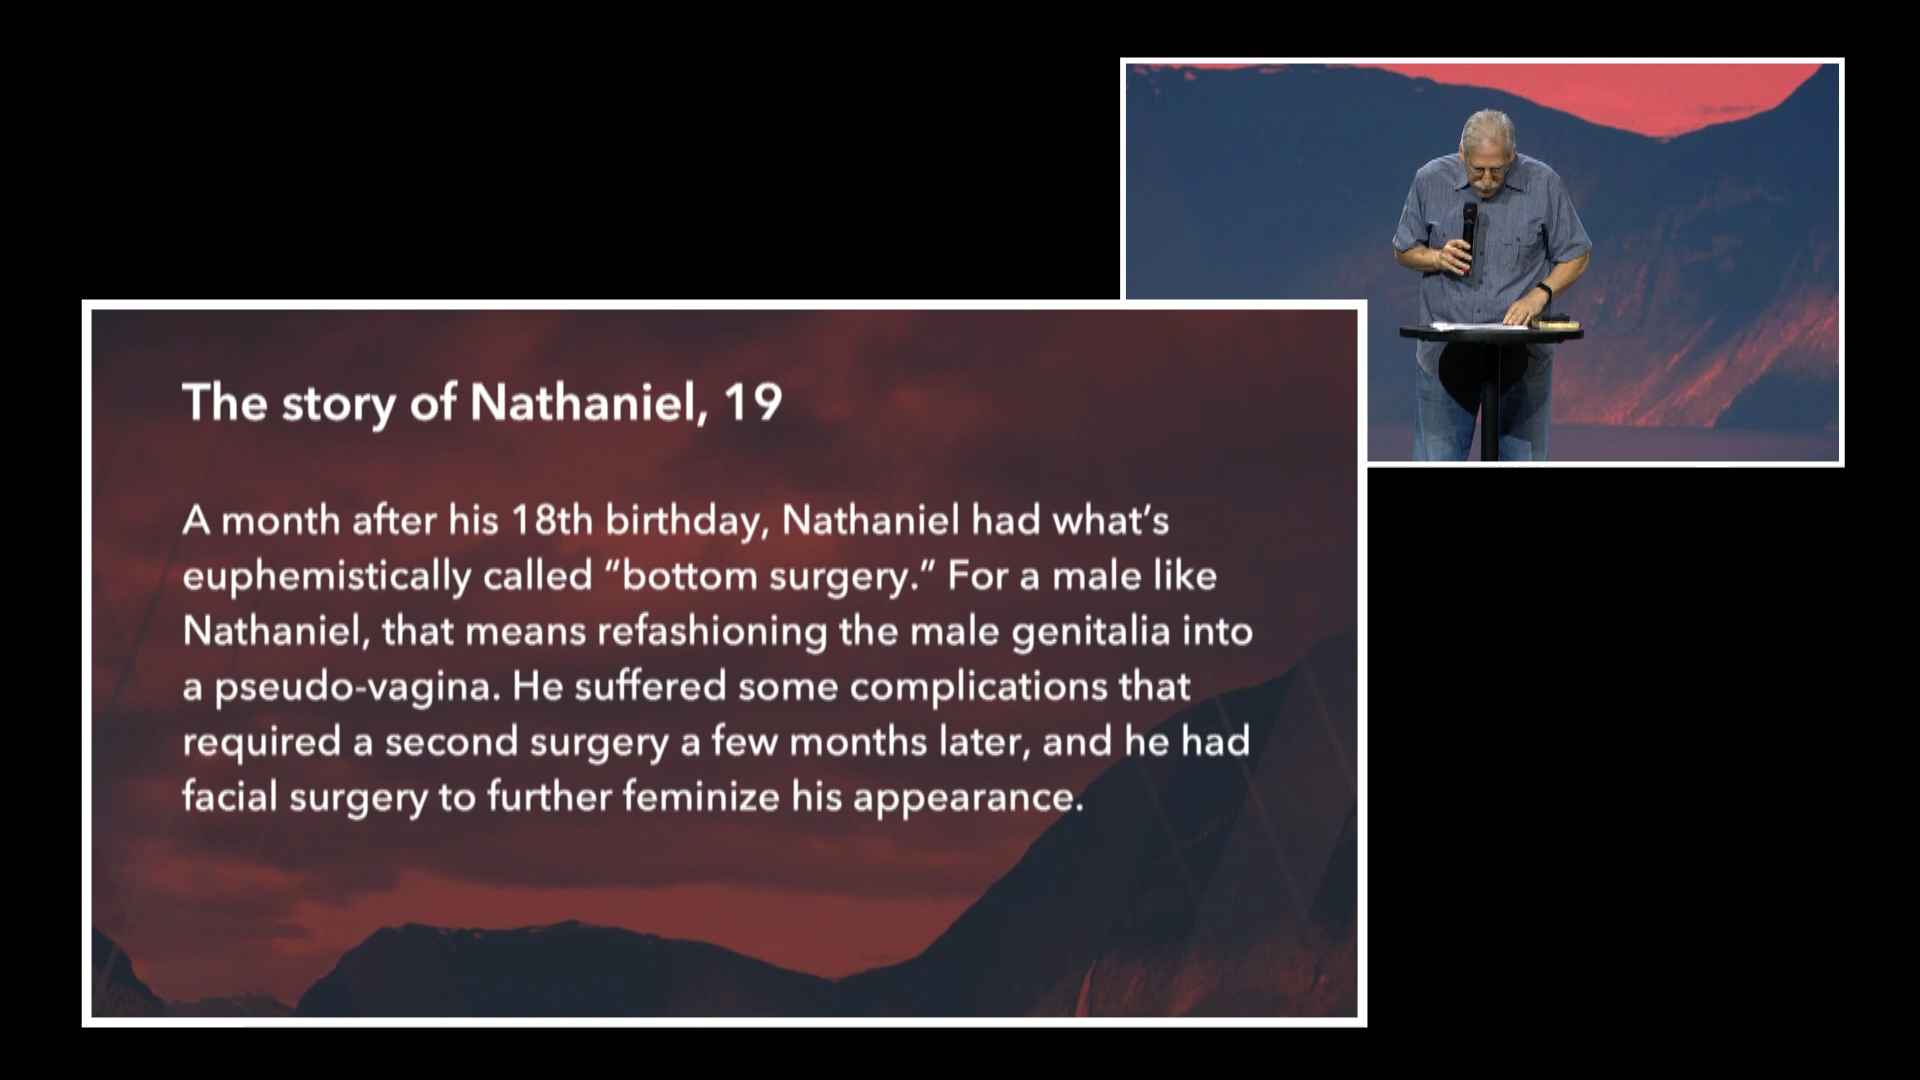 The story of Nathaniel, 19
A month after his 18th birthday, Nathaniel had what’s
euphemistically called “bottom surgery.” For a male like
Nathaniel, that means refashioning the male genitalia into
a pseudo-vagina. He suffered some complications that
required a second surgery a few months later, and he had
facial surgery to further feminize his appearance.